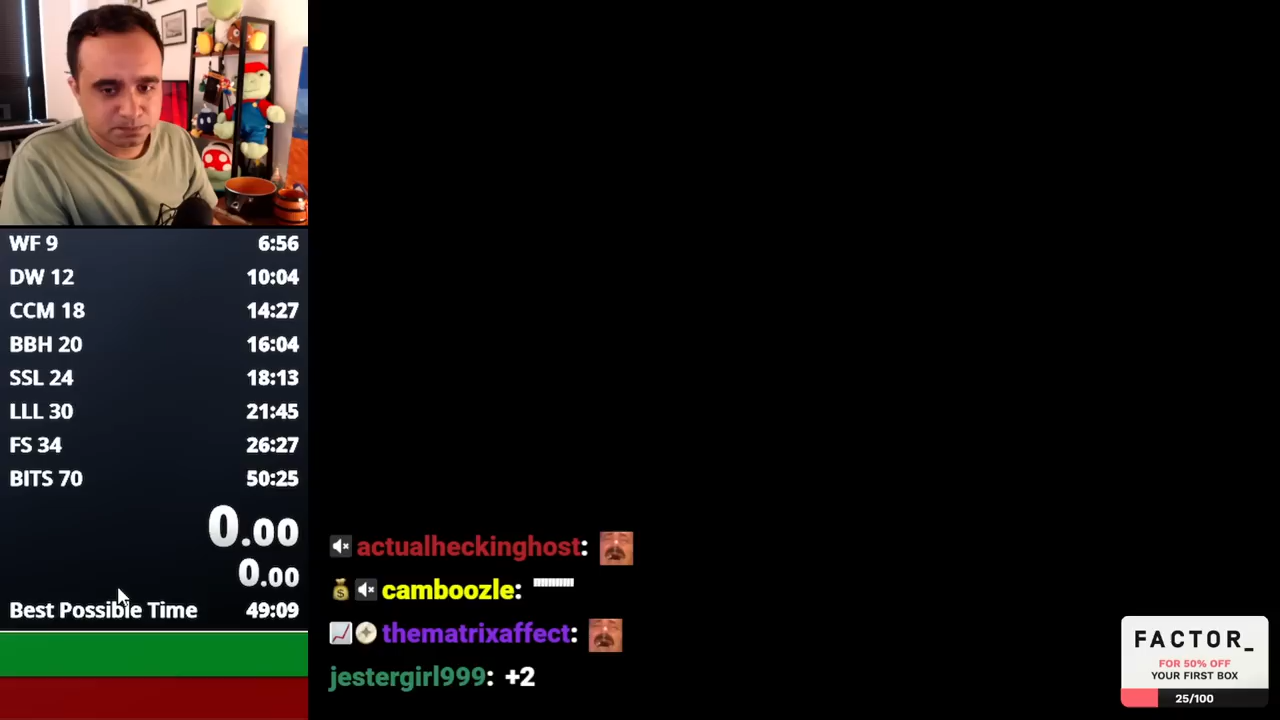 WF 9 6:56
DW 12 10:04
CCM 18 14:27
BBH 20 16:04
SSL 24 18:13
LLL 30 21:45
FS 34 26:27
BITS 70 50:25
0.00
0.00
Best Possible Time 49:09
actualheckinghost:
camboozle:
thematrixaffect:
jestergirl999: +2
FACTOR_
FOR 50% OFF
YOUR FIRST BOX
25/100